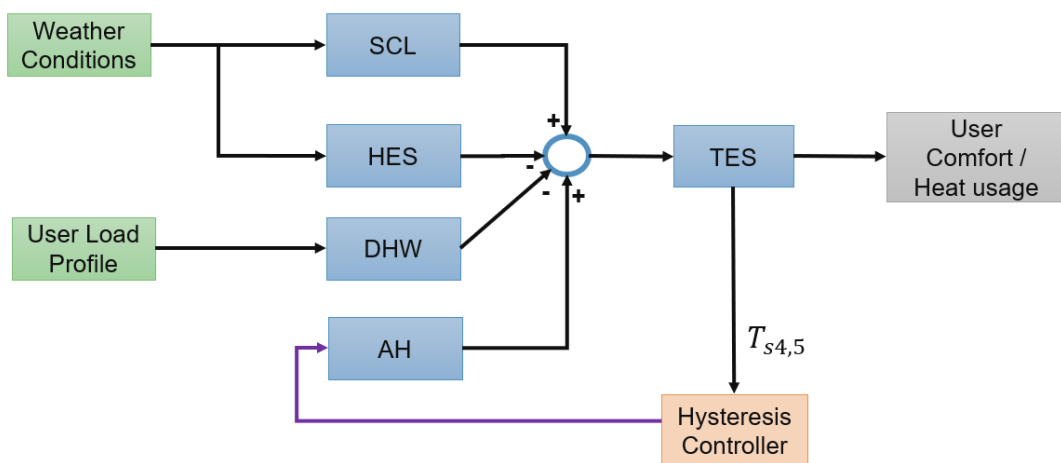 Weather
Conditions
SCL
+
HES
-
TES
User
Comfort /
Heat usage
-
+
User Load
Profile
DHW
AH
T_{s4,5}
Hysteresis
Controller